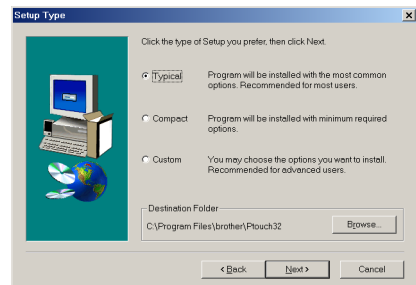 Setup Type
Click the type of Setup you prefer, then click Next.
Typical Program will be installed with the most common
options. Recommended for most users.
Compact Program will be installed with minimum required
options.
Custom You may choose the options you want to install.
Recommended for advanced users.
Destination Folder
C:\Program Files\brother\Ptouch32 Browse...
< Back Next > Cancel